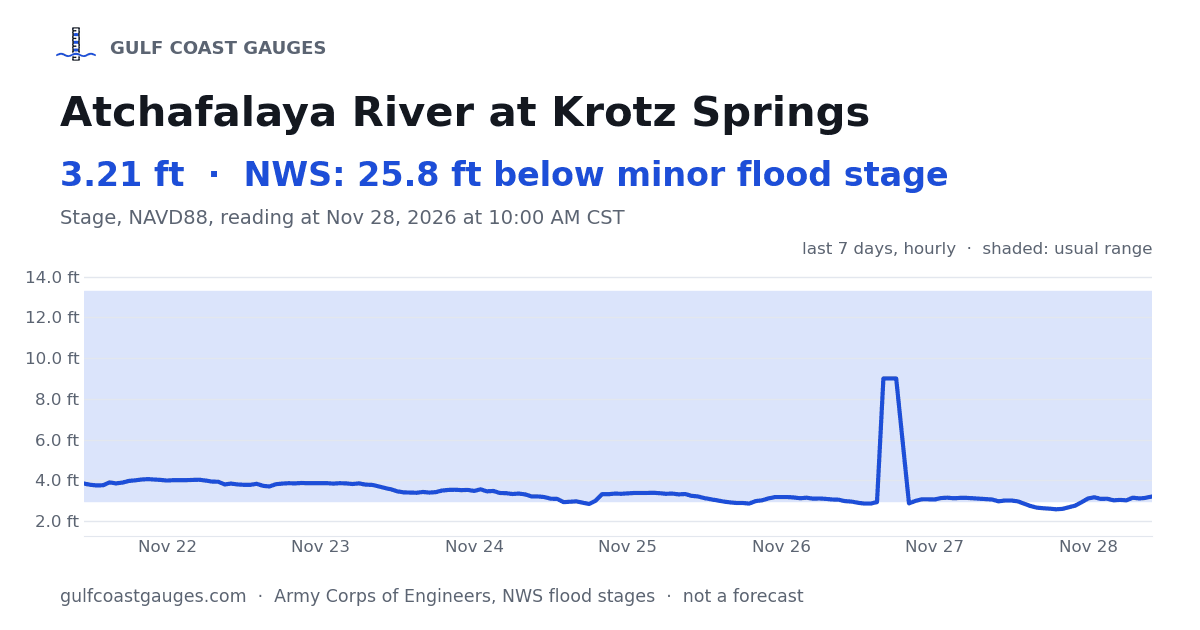 GULF COAST GAUGES
Atchafalaya River at Krotz Springs
3.21 ft · NWS: 25.8 ft below minor flood stage
Stage, NAVD88, reading at Nov 28, 2026 at 10:00 AM CST
last 7 days, hourly · shaded: usual range
14.0 ft
12.0 ft
10.0 ft
8.0 ft
6.0 ft
4.0 ft
2.0 ft
Nov 22 Nov 23 Nov 24 Nov 25 Nov 26 Nov 27 Nov 28
gulfcoastgauges.com · Army Corps of Engineers, NWS flood stages · not a forecast